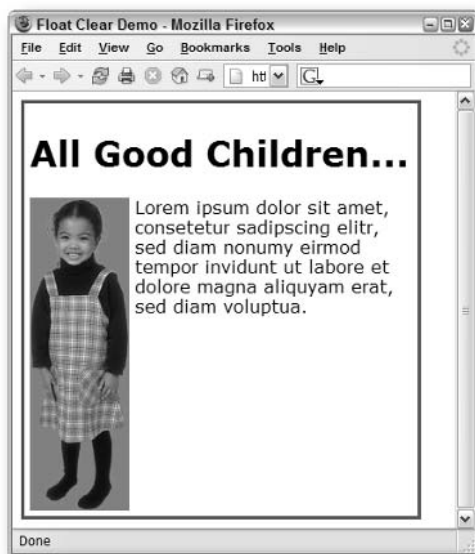 Float Clear Demo - Mozilla Firefox
File Edit View Go Bookmarks Tools Help
htl G
All Good Children...
Lorem ipsum dolor sit amet,
consetetur sadipscing elitr,
sed diam nonumy eirmod
tempor invidunt ut labore et
dolore magna aliquyam erat,
sed diam voluptua.
Done